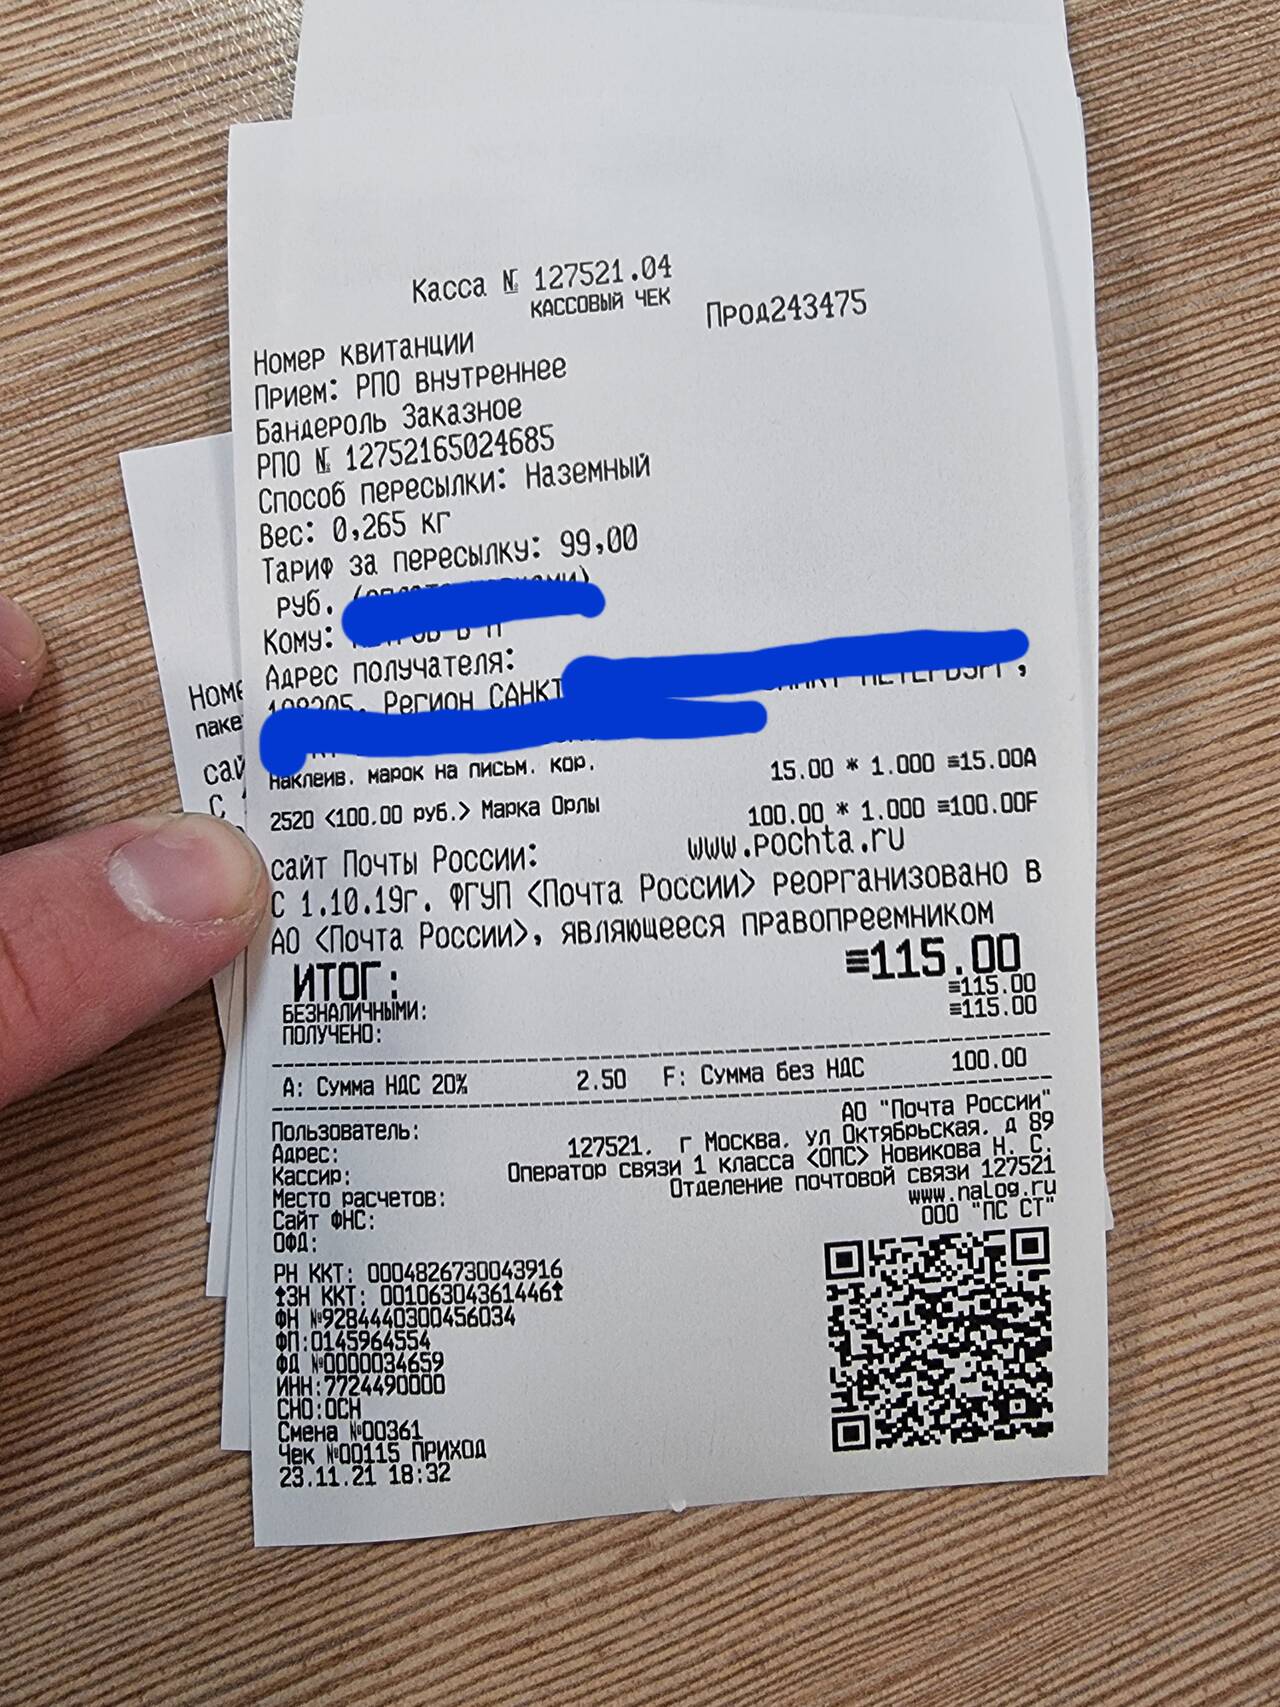 Касса № 127521.04
КАССОВЫЙ ЧЕК
Прод243475
Номер квитанции
Прием: РПО внутреннее
Бандероль Заказное
РПО № 12752165024685
Способ пересылки: Наземный
Вес: 0,265 кг
Тариф за пересылку: 99,00
руб.
Кому:
Адрес получателя:
Регион САНКТ
Наклеив. марок на письм. кор. 15.00 * 1.000 ≡15.00A
2520 <100.00 руб.> Марка Орлы 100.00 * 1.000 ≡100.00F
сайт Почты России: www.pochta.ru
С 1.10.19г. ФГУП <Почта России> реорганизовано в
АО <Почта России>, являющееся правопреемником
ИТОГ: ≡115.00
БЕЗНАЛИЧНЫМИ: ≡115.00
ПОЛУЧЕНО: ≡115.00
A: Сумма НДС 20% 2.50 F: Сумма без НДС 100.00
Пользователь: АО "Почта России"
Адрес: 127521, г Москва, ул Октябрьская, д 89
Кассир: Оператор связи 1 класса <ОПС> Новикова Н. С.
Место расчетов: Отделение почтовой связи 127521
Сайт ФНС: www.nalog.ru
ОФД: ООО "ПС СТ"
РН ККТ: 0004826730043916
↑ЗН ККТ: 00106304361446↑
ФН №9284440300456034
ФП:0145964554
ФД №0000034659
ИНН:7724490000
СНО:ОСН
Смена №00361
Чек №00115 ПРИХОД
23.11.21 18:32
Номе
паке
сай
С